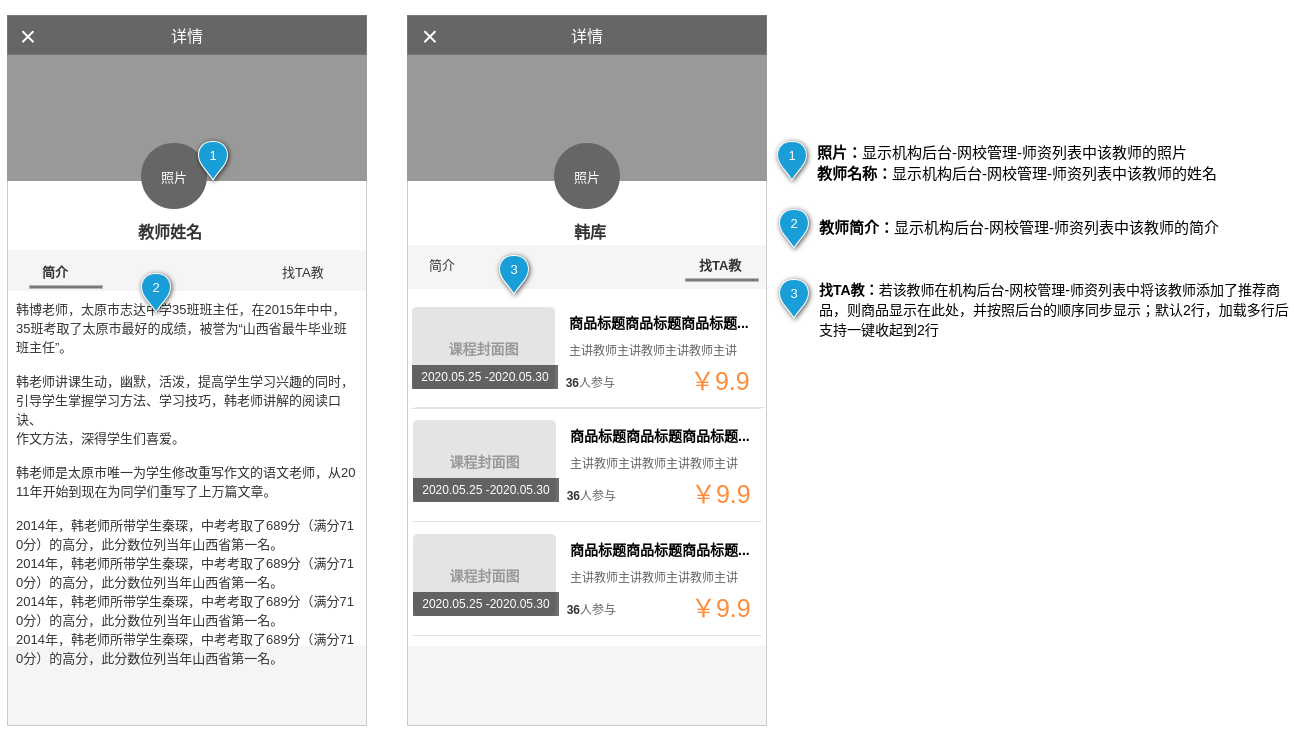 ✕ 详情
照片
1
教师姓名
简介 找TA教
2
韩博老师，太原市志达中学35班班主任，在2015年中中，
35班考取了太原市最好的成绩，被誉为“山西省最牛毕业班
班主任”。
韩老师讲课生动，幽默，活泼，提高学生学习兴趣的同时，
引导学生掌握学习方法、学习技巧，韩老师讲解的阅读口
诀、
作文方法，深得学生们喜爱。
韩老师是太原市唯一为学生修改重写作文的语文老师，从20
11年开始到现在为同学们重写了上万篇文章。
2014年，韩老师所带学生秦琛，中考考取了689分（满分71
0分）的高分，此分数位列当年山西省第一名。
2014年，韩老师所带学生秦琛，中考考取了689分（满分71
0分）的高分，此分数位列当年山西省第一名。
2014年，韩老师所带学生秦琛，中考考取了689分（满分71
0分）的高分，此分数位列当年山西省第一名。
2014年，韩老师所带学生秦琛，中考考取了689分（满分71
0分）的高分，此分数位列当年山西省第一名。
✕ 详情
照片
韩库
简介 找TA教
3
商品标题商品标题商品标题...
课程封面图
主讲教师主讲教师主讲教师主讲
2020.05.25 -2020.05.30
36人参与 ￥9.9
商品标题商品标题商品标题...
课程封面图
主讲教师主讲教师主讲教师主讲
2020.05.25 -2020.05.30
36人参与 ￥9.9
商品标题商品标题商品标题...
课程封面图
主讲教师主讲教师主讲教师主讲
2020.05.25 -2020.05.30
36人参与 ￥9.9
1
照片：显示机构后台-网校管理-师资列表中该教师的照片
教师名称：显示机构后台-网校管理-师资列表中该教师的姓名
2
教师简介：显示机构后台-网校管理-师资列表中该教师的简介
3
找TA教：若该教师在机构后台-网校管理-师资列表中将该教师添加了推荐商
品，则商品显示在此处，并按照后台的顺序同步显示；默认2行，加载多行后
支持一键收起到2行